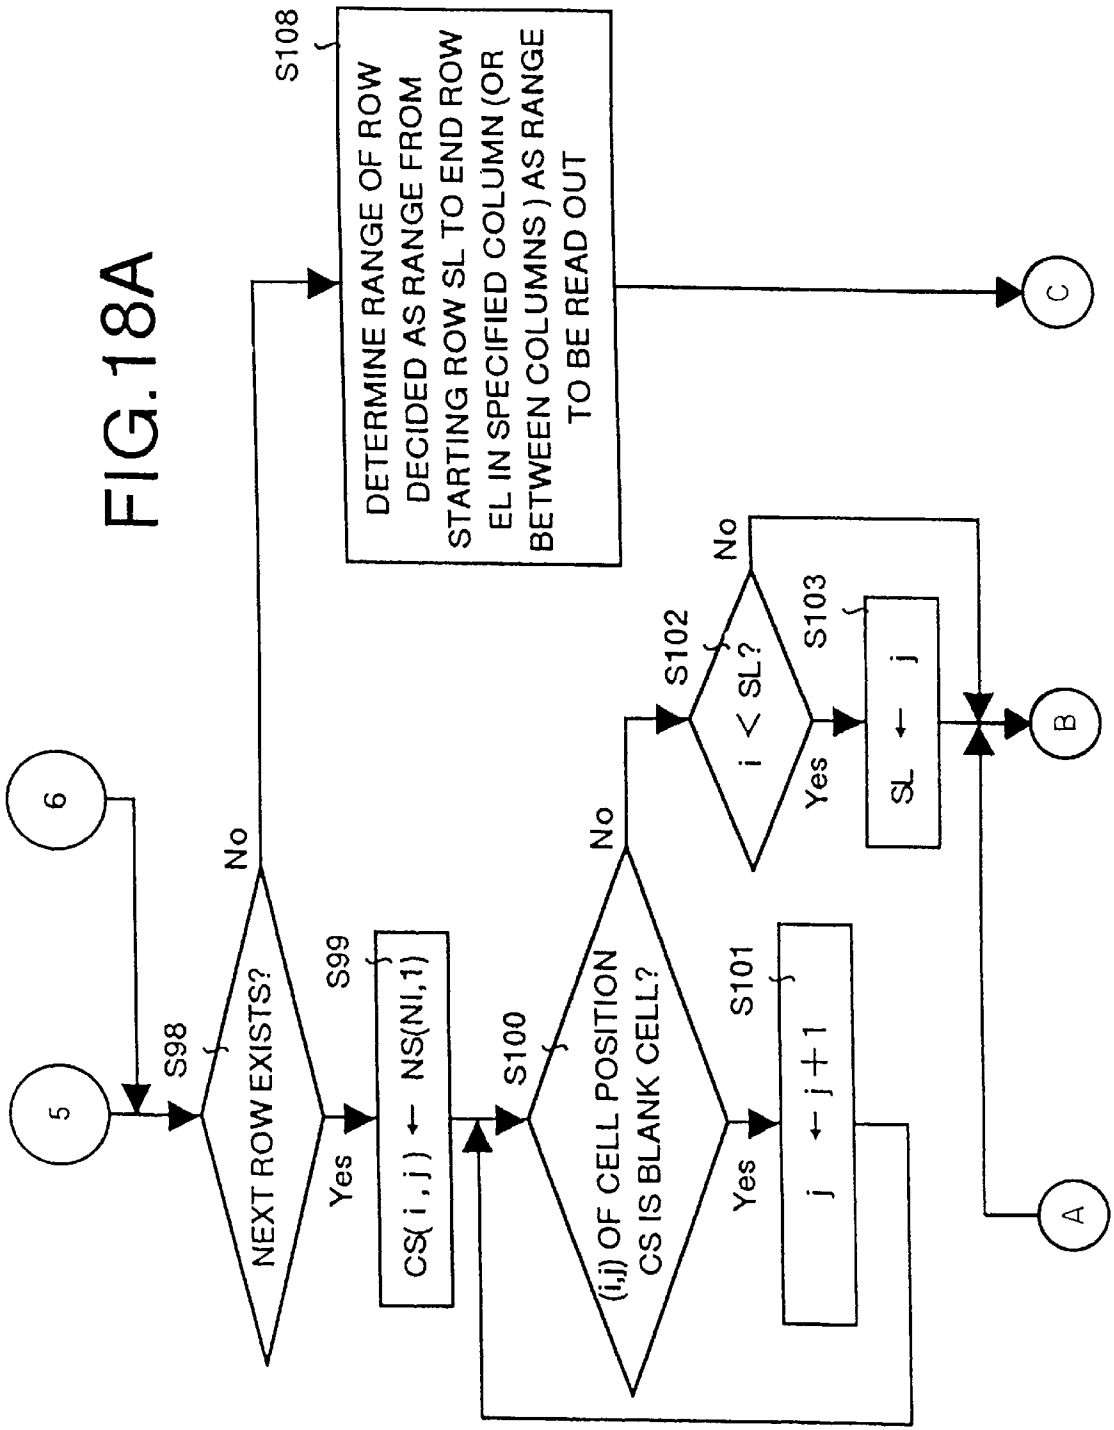 FIG.18A
5
6
S98
NEXT ROW EXISTS?
No
Yes
S99
CS( i , j ) ← NS(NI,1)
S100
(i,j) OF CELL POSITION
CS IS BLANK CELL?
No
Yes
S101
j ← j + 1
S102
i < SL?
No
Yes
S103
SL ← j
S108
DETERMINE RANGE OF ROW
DECIDED AS RANGE FROM
STARTING ROW SL TO END ROW
EL IN SPECIFIED COLUMN (OR
BETWEEN COLUMNS ) AS RANGE
TO BE READ OUT
A
B
C